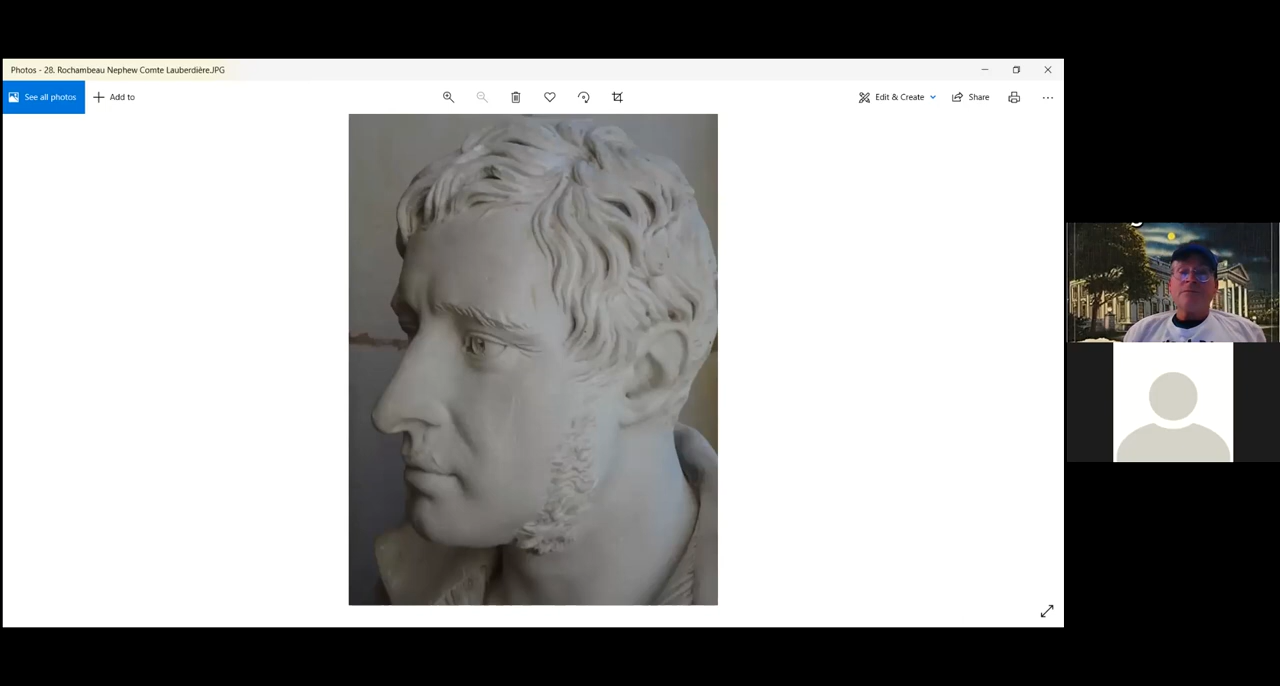 Photos - 28. Rochambeau Nephew Comte Lauberdière.JPG
See all photos
Add to
Edit & Create
Share